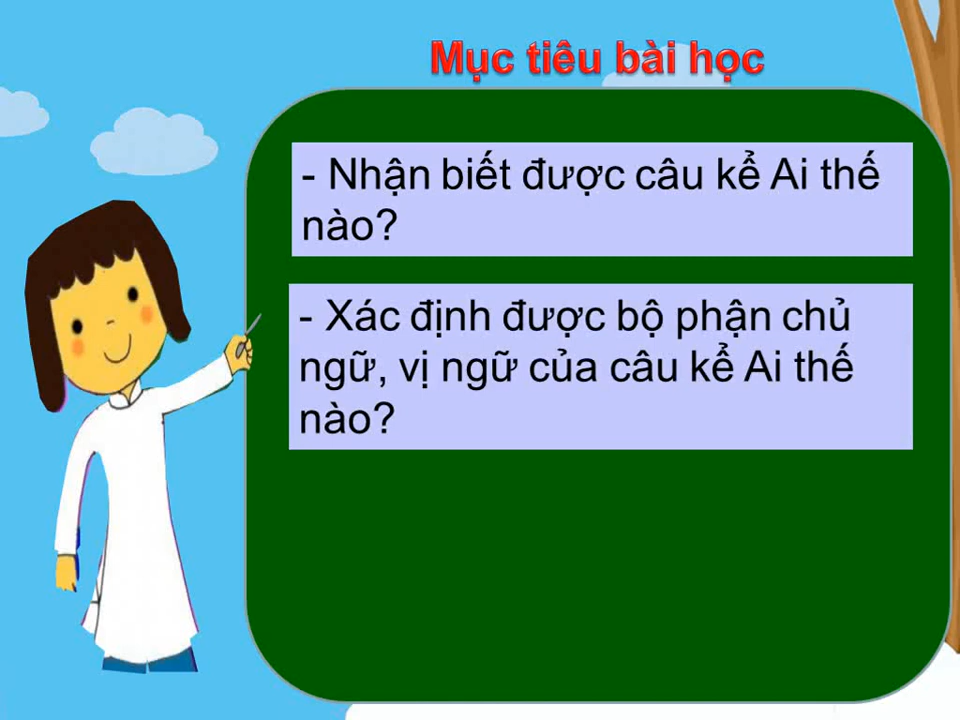 Mục tiêu bài học
- Nhận biết được câu kể Ai thế
nào?
- Xác định được bộ phận chủ
ngữ, vị ngữ của câu kể Ai thế
nào?